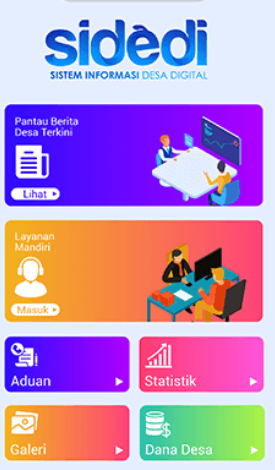 sidèdi
SISTEM INFORMASI DESA DIGITAL
Pantau Berita
Desa Terkini
Lihat
Layanan
Mandiri
Masuk
Aduan
Statistik
Galeri
Dana Desa